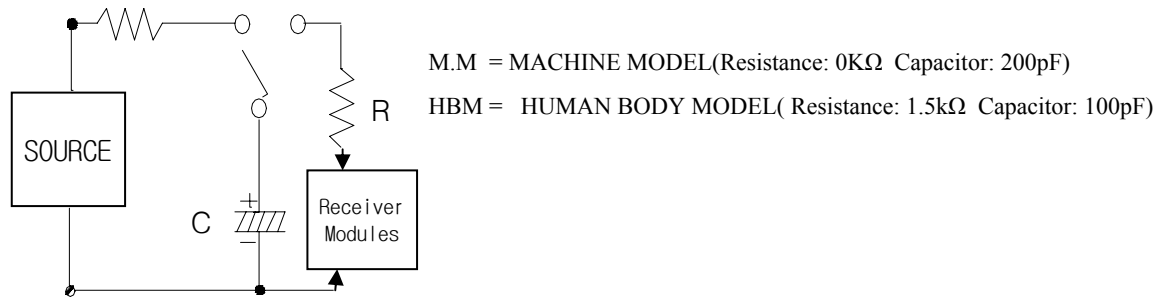 M.M = MACHINE MODEL(Resistance: 0KΩ Capacitor: 200pF)
HBM = HUMAN BODY MODEL( Resistance: 1.5kΩ Capacitor: 100pF)
R
SOURCE
C
+
−
Receiver
Modules